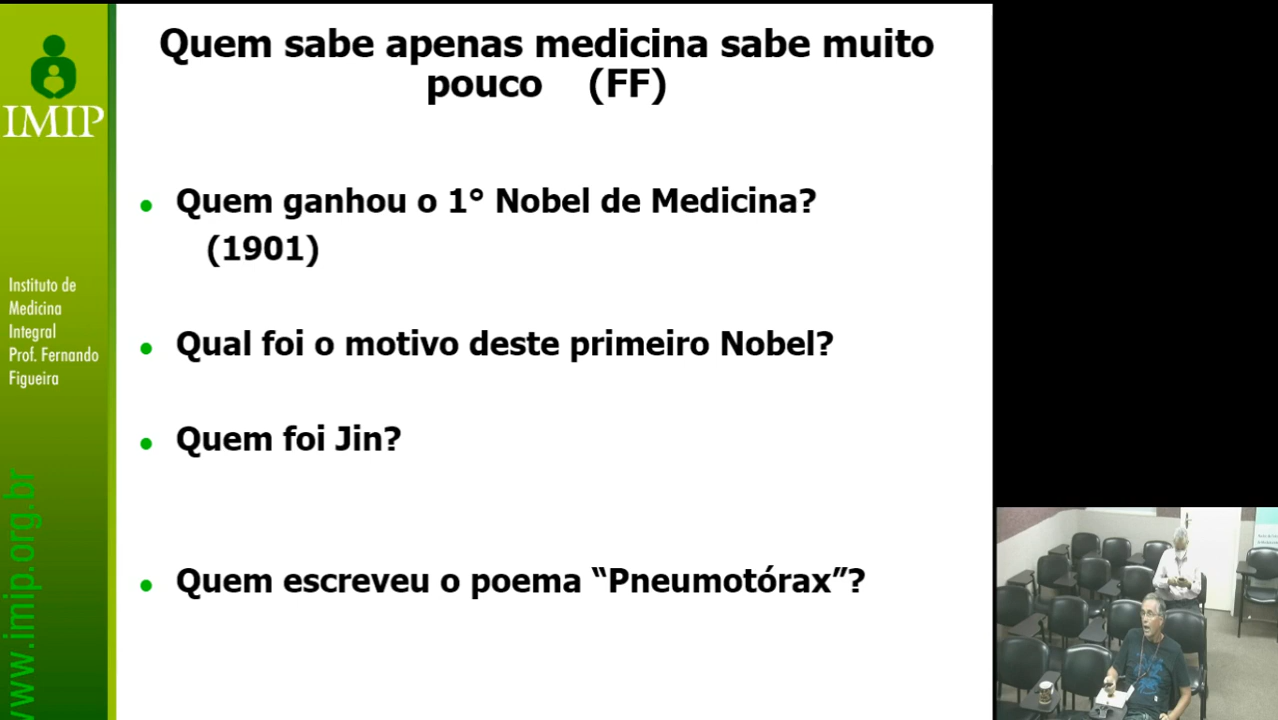 Quem sabe apenas medicina sabe muito
pouco (FF)
IMIP
Quem ganhou o 1° Nobel de Medicina?
(1901)
Instituto de
Medicina
Integral
Prof. Fernando
Figueira
Qual foi o motivo deste primeiro Nobel?
Quem foi Jin?
Quem escreveu o poema “Pneumotórax”?
www.imip.org.br